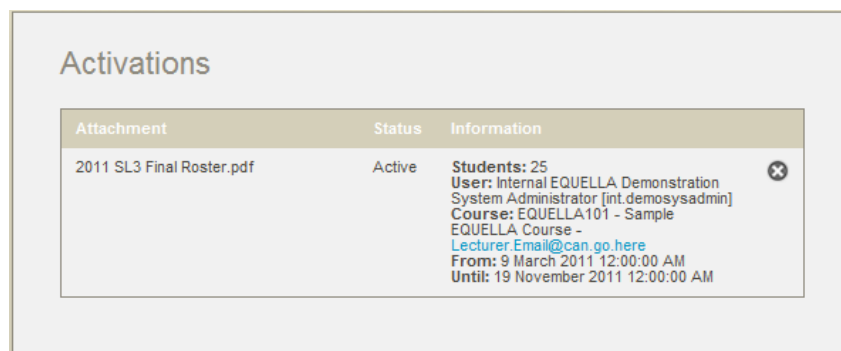 Activations
Attachment Status Information
2011 SL3 Final Roster.pdf Active Students: 25
User: Internal EQUELLA Demonstration
System Administrator [int.demosysadmin]
Course: EQUELLA101 - Sample
EQUELLA Course -
Lecturer.Email@can.go.here
From: 9 March 2011 12:00:00 AM
Until: 19 November 2011 12:00:00 AM